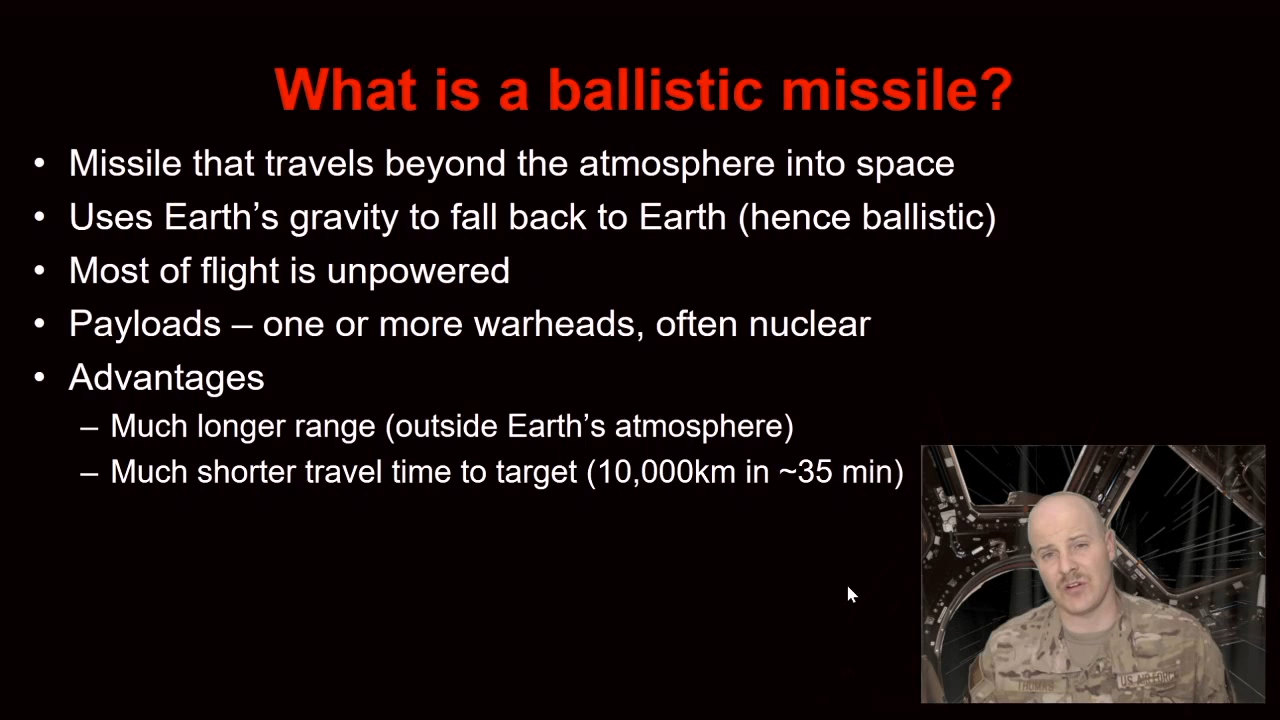 What is a ballistic missile?
• Missile that travels beyond the atmosphere into space
• Uses Earth’s gravity to fall back to Earth (hence ballistic)
• Most of flight is unpowered
• Payloads – one or more warheads, often nuclear
• Advantages
– Much longer range (outside Earth’s atmosphere)
– Much shorter travel time to target (10,000km in ~35 min)
THOMAS
U.S. AIR FORCE